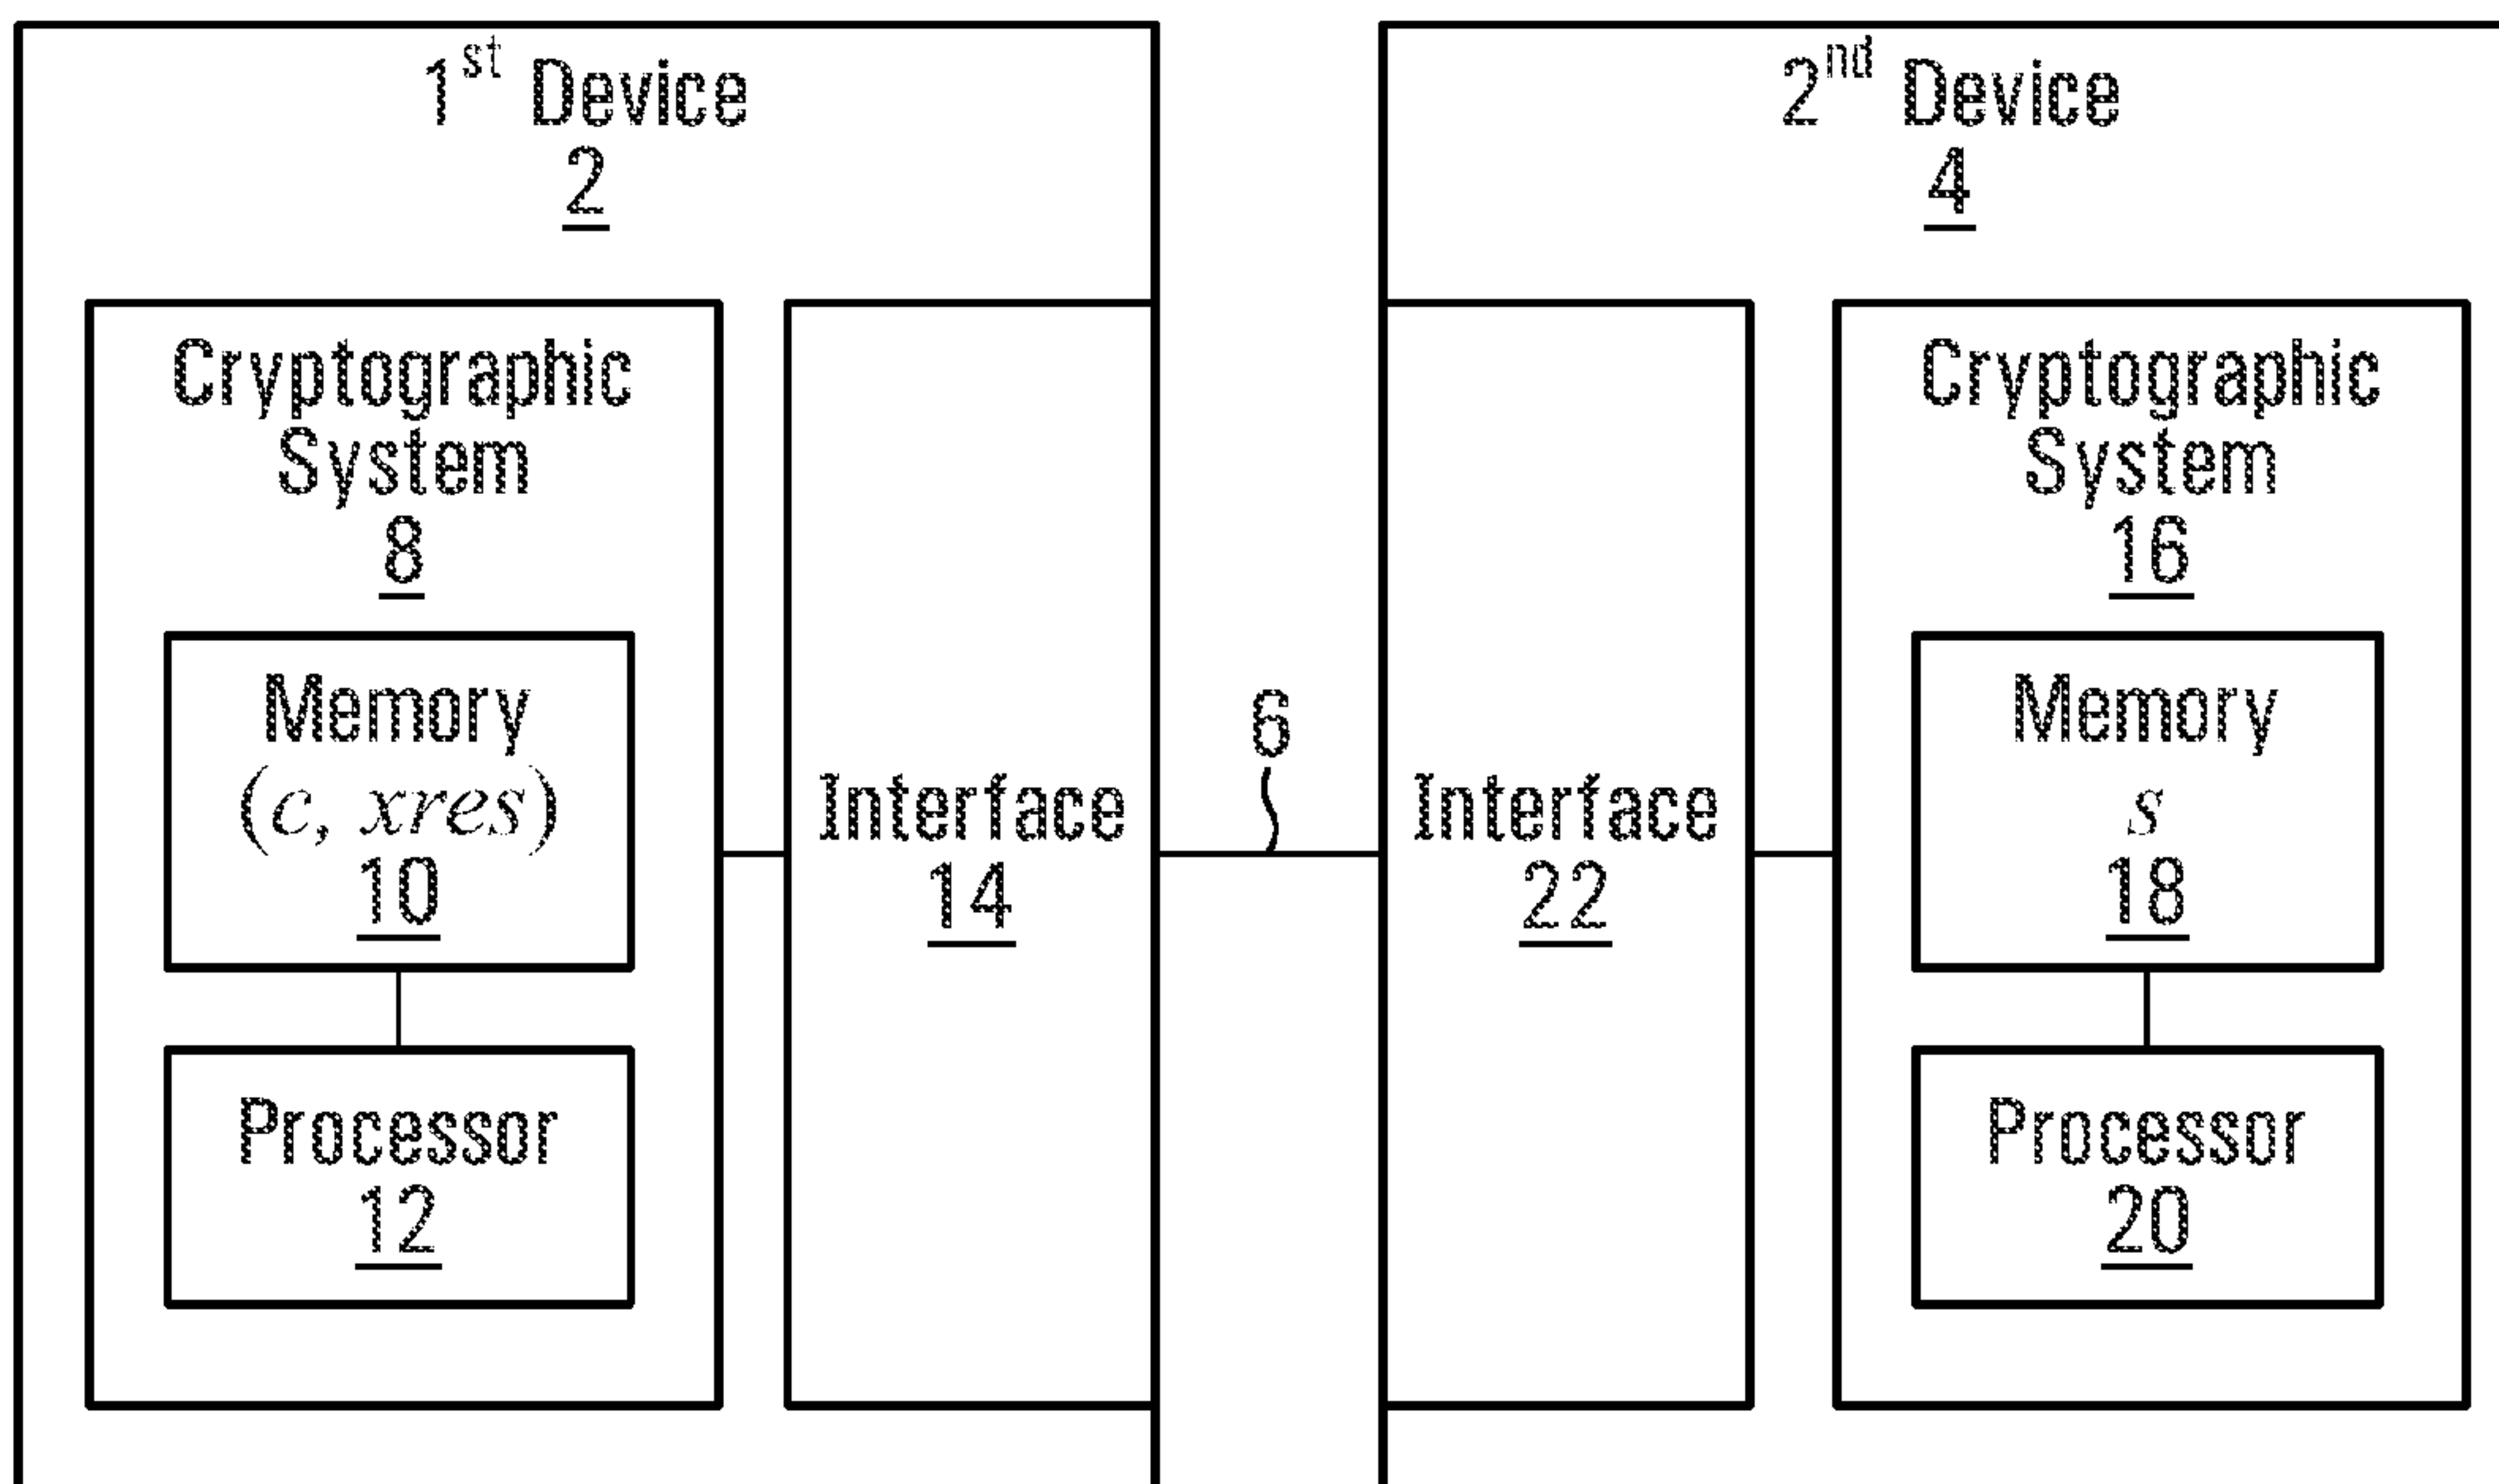 1st Device
2
Cryptographic
System
8
Memory
(c, xres)
10
Processor
12
Interface
14
6
2nd Device
4
Interface
22
Cryptographic
System
16
Memory
s
18
Processor
20